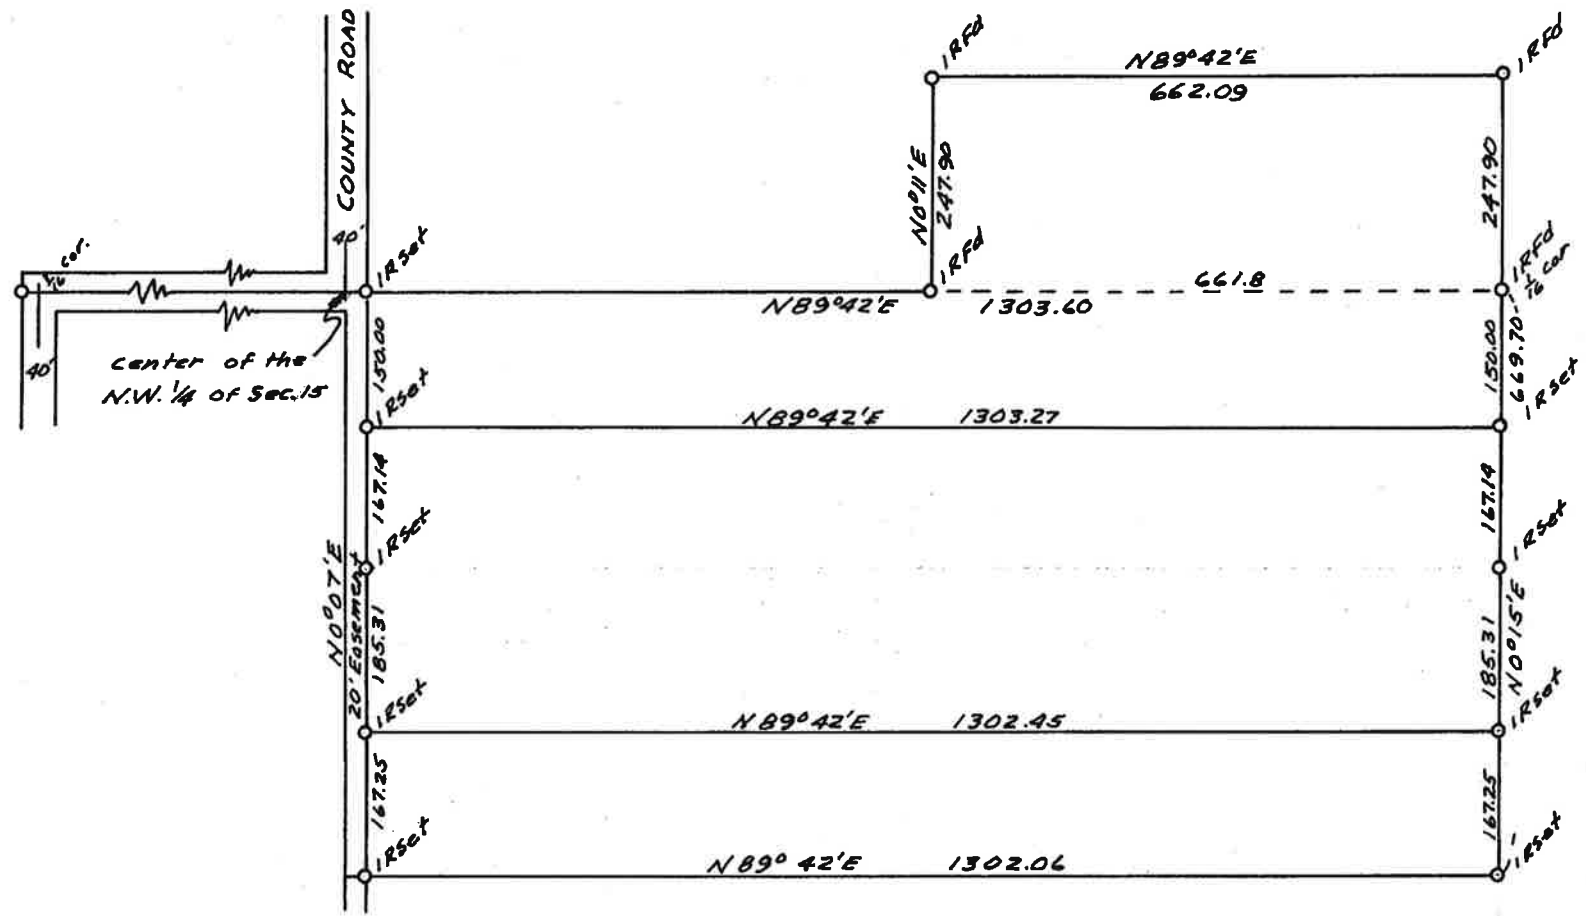 COUNTY ROAD
IRFd
N89°42'E
662.09
IRFd
N0°11'E
247.90
247.90
40'
IRSet
1/16 cor.
IRFd
661.8
IRFd
1/16 cor
N89°42'E 1303.60
40'
center of the
N.W. 1/4 of Sec. 15
150.00
150.00
669.70
IRSet
IRSet
N89°42'E 1303.27
167.14
167.14
IRSet
IRSet
N0°07'E
20' Easement
185.31
185.31
N0°15'E
IRSet
IRSet
N89°42'E 1302.45
167.25
167.25
IRSet
IRSet
N89°42'E 1302.06